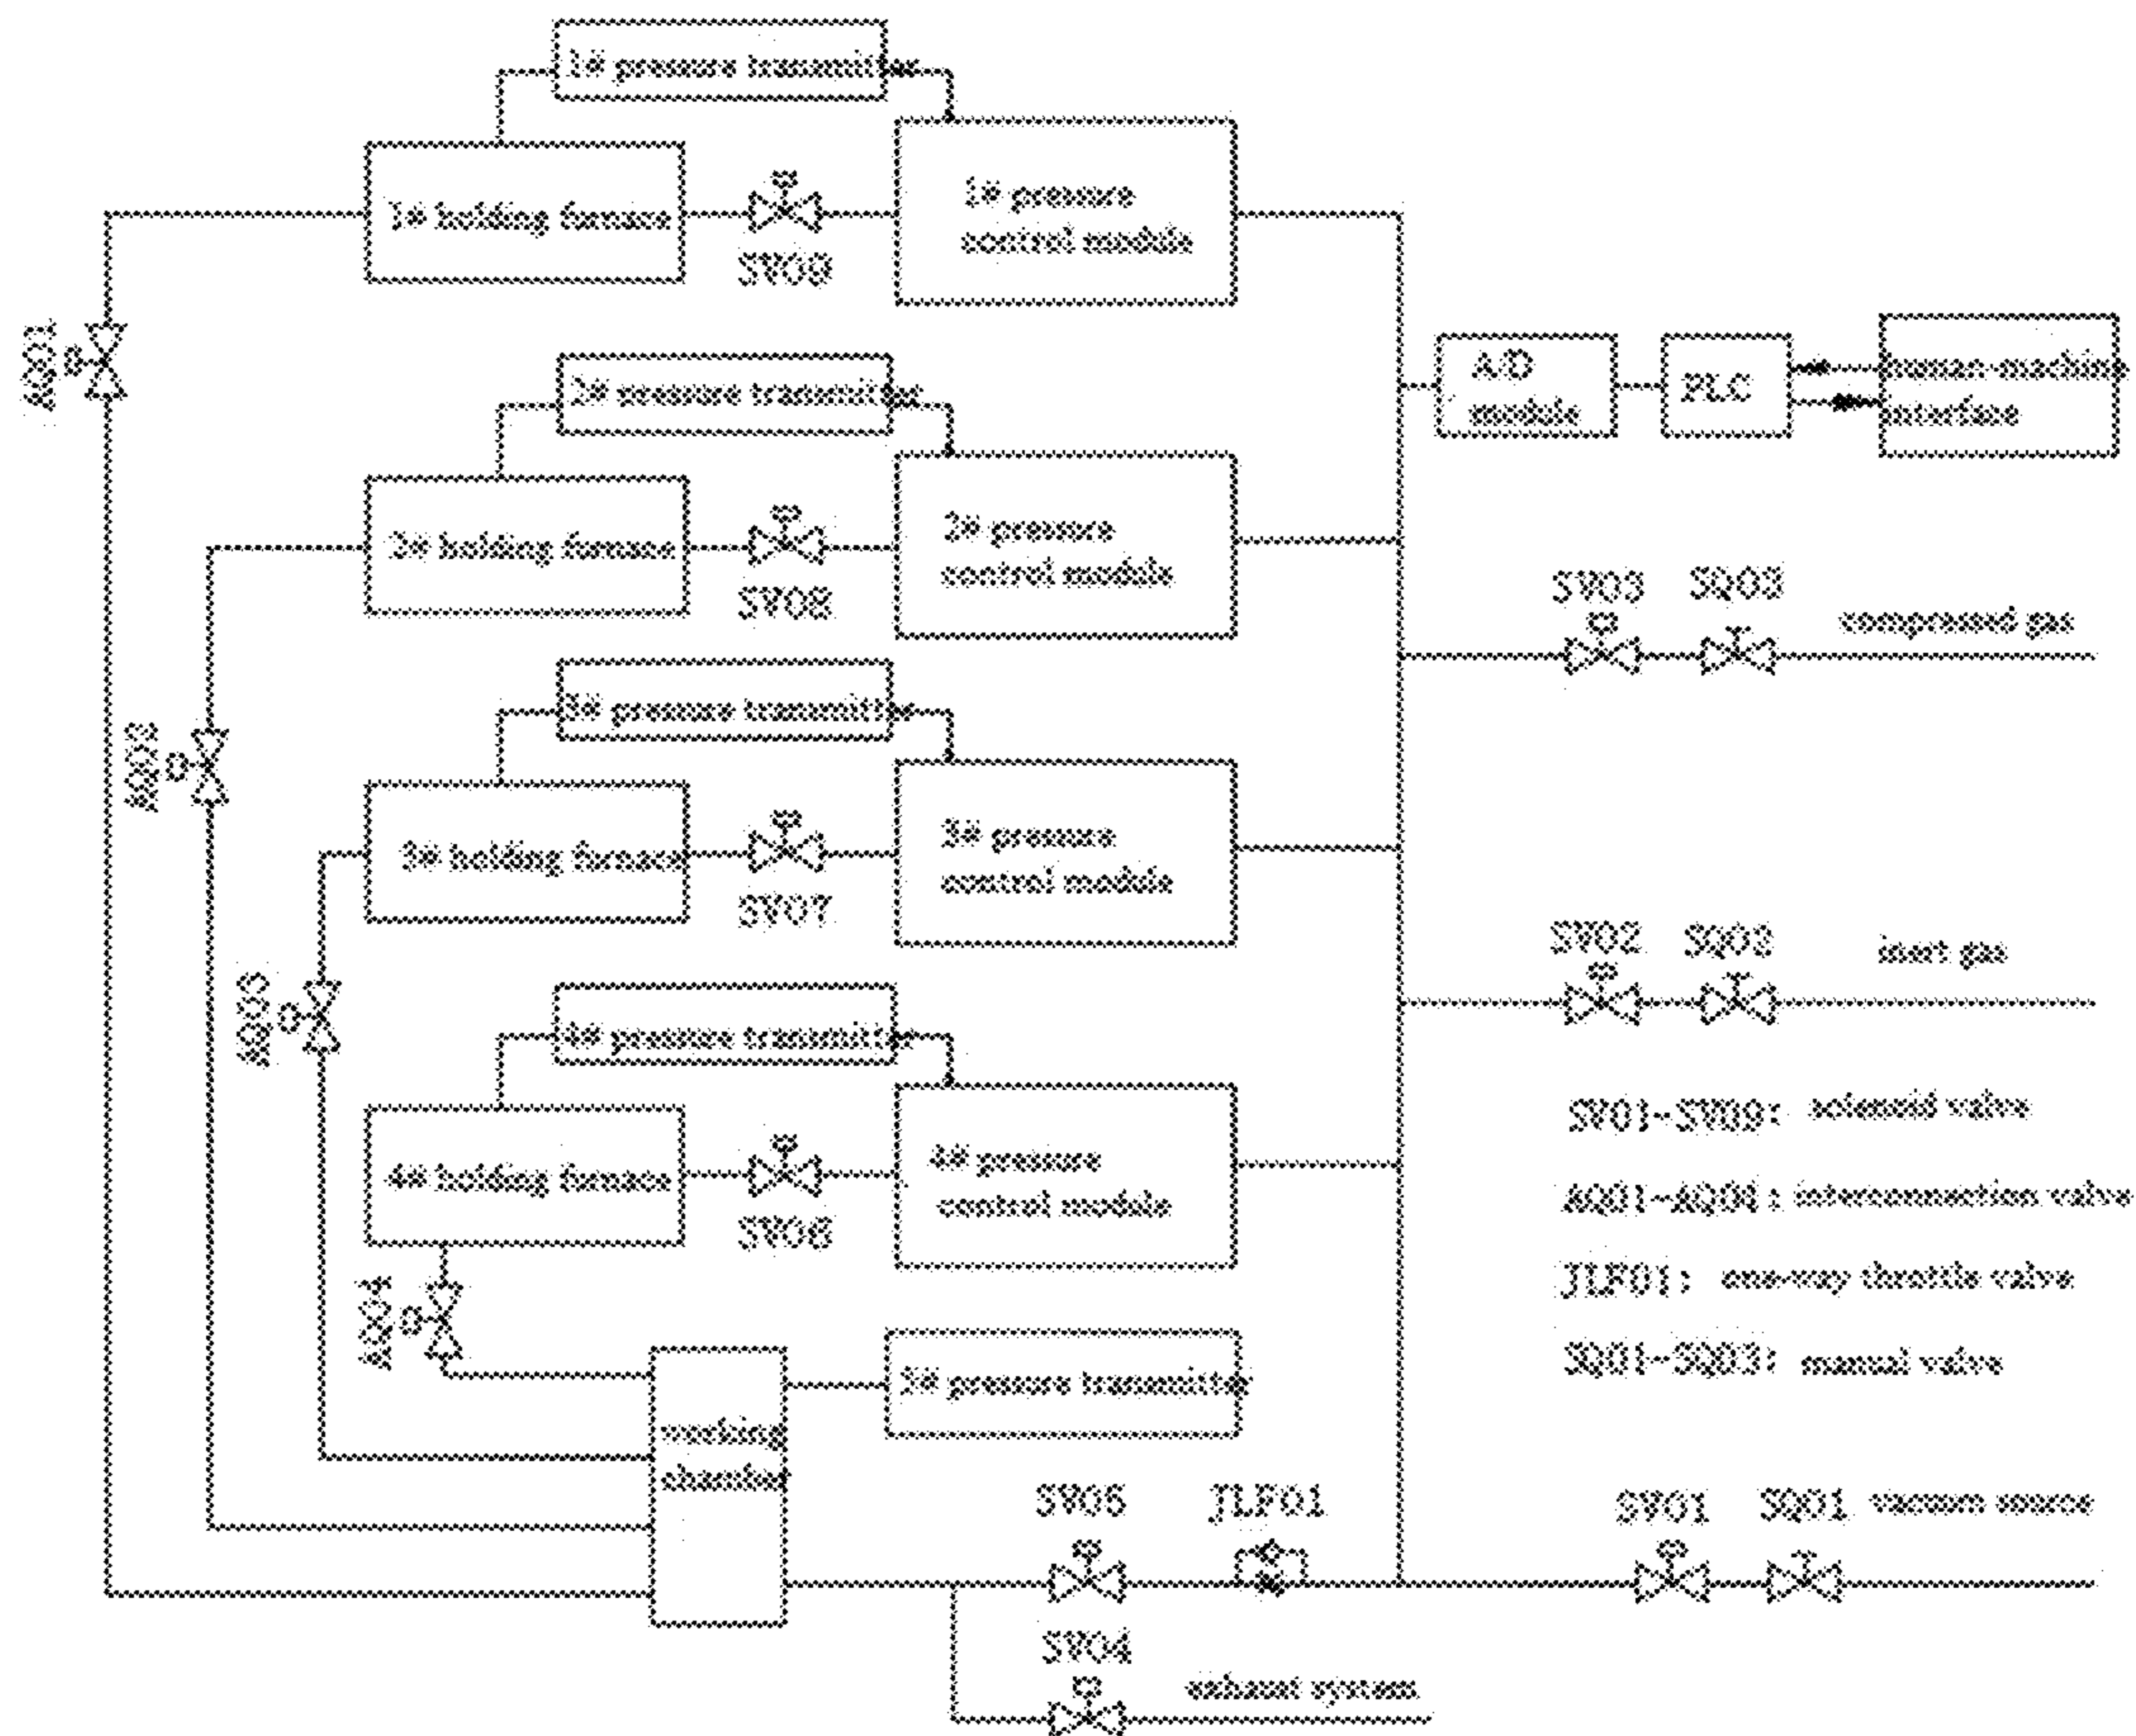 1# pressure transmitter
1# holding furnace
SV09
1# pressure
control module
AQ01
A/D
module
PLC
human-machine
interface
2# pressure transmitter
2# holding furnace
SV08
2# pressure
control module
SV03
SQ03
compressed gas
3# pressure transmitter
AQ02
3# holding furnace
SV07
3# pressure
control module
SV02
SQ02
inert gas
AQ03
4# pressure transmitter
4# holding furnace
SV06
4# pressure
control module
SV01~SV09: solenoid valve
AQ01~AQ04: interconnection valve
JLF01: one-way throttle valve
SQ01~SQ03: manual valve
AQ04
5# pressure transmitter
working
chamber
SV05
JLF01
SV01
SQ01
vacuum source
SV04
exhaust system